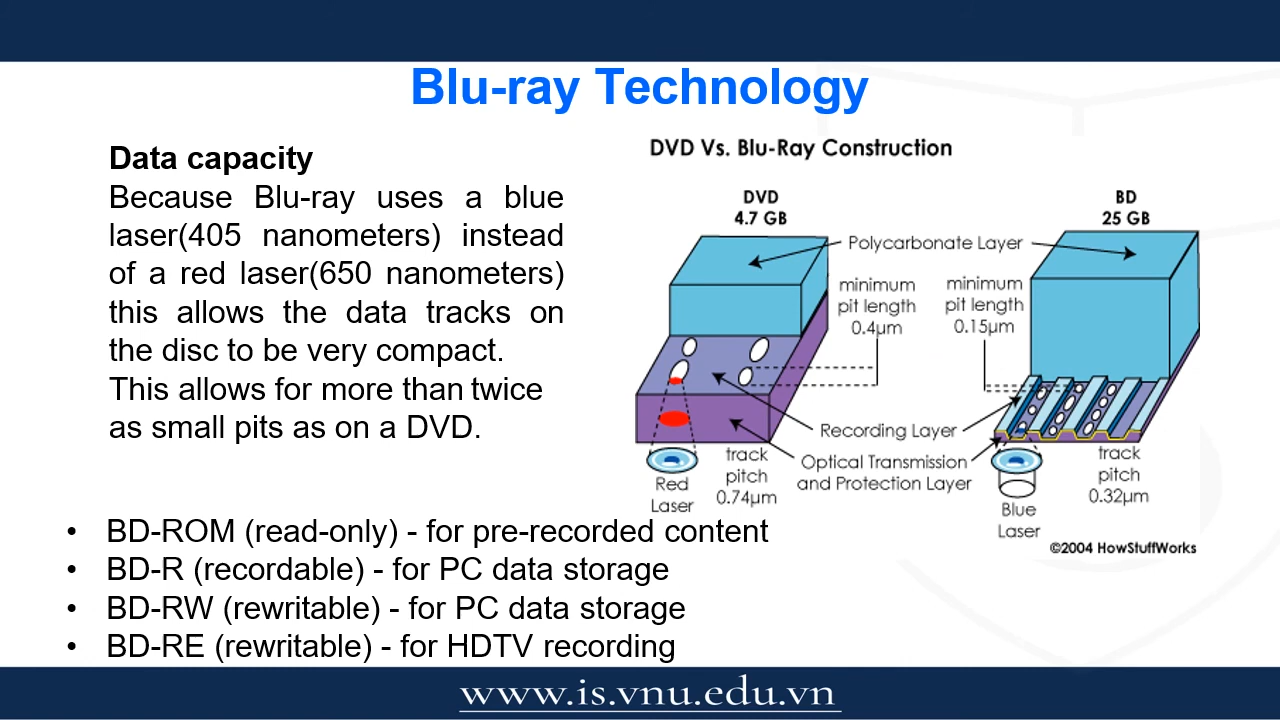 Blu-ray Technology
Data capacity
Because Blu-ray uses a blue
laser(405 nanometers) instead
of a red laser(650 nanometers)
this allows the data tracks on
the disc to be very compact.
This allows for more than twice
as small pits as on a DVD.
DVD Vs. Blu-Ray Construction
DVD
4.7 GB
BD
25 GB
Polycarbonate Layer
minimum
pit length
0.4µm
minimum
pit length
0.15µm
Recording Layer
Optical Transmission
and Protection Layer
Red
Laser
track
pitch
0.74µm
Blue
Laser
track
pitch
0.32µm
©2004 HowStuffWorks
• BD-ROM (read-only) - for pre-recorded content
• BD-R (recordable) - for PC data storage
• BD-RW (rewritable) - for PC data storage
• BD-RE (rewritable) - for HDTV recording
www.is.vnu.edu.vn